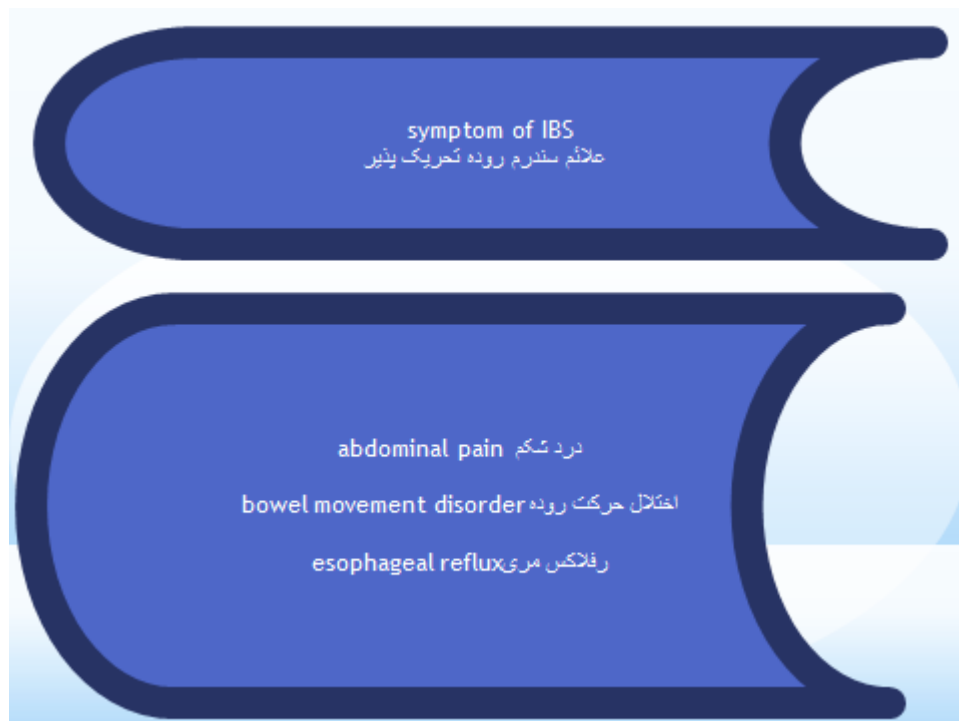 symptom of IBS
علائم سندرم روده تحریک پذیر
abdominal pain درد شکم
bowel movement disorder اختلال حرکت روده
esophageal reflux رفلاکس مری